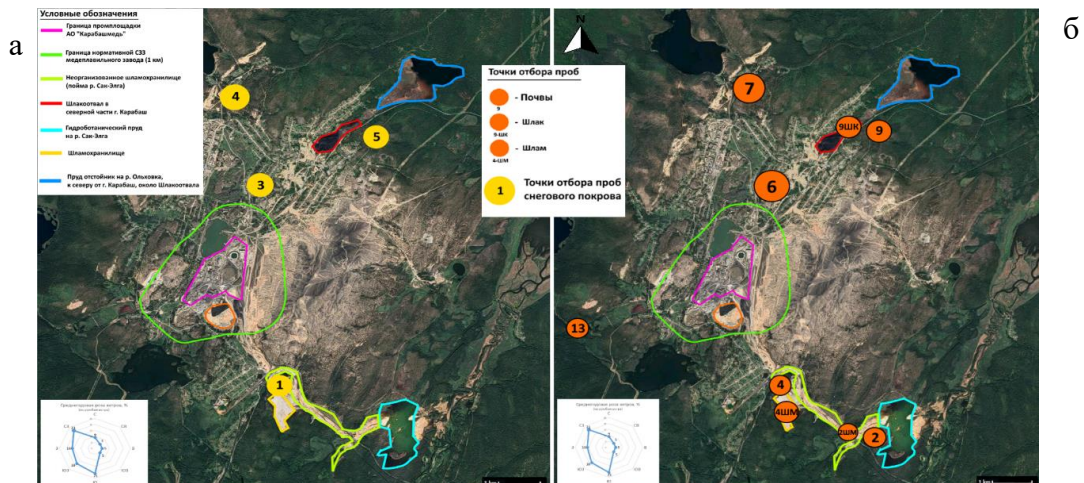 а
б
Условные обозначения
Граница промплощадки
АО "Карабашмедь"
Граница нормативной СЗЗ
медеплавильного завода (1 км)
Неорганизованное шламохранилище
(пойма р. Сак-Элга)
Шлакоотвал в
северной части г. Карабаш
Гидроботанический пруд
на р. Сак-Элга
Шламохранилище
Пруд отстойник на р. Ольховка,
в северу от г. Карабаш, около Шлакоотвала
4
5
3
1
Точки отбора проб
- Почвы
9
- Шлак
9-ШК
- Шлам
4-ШМ
1
Точки отбора проб
снегового покрова
7
9ШК
9
6
13
4
4ШМ
2ШМ
2